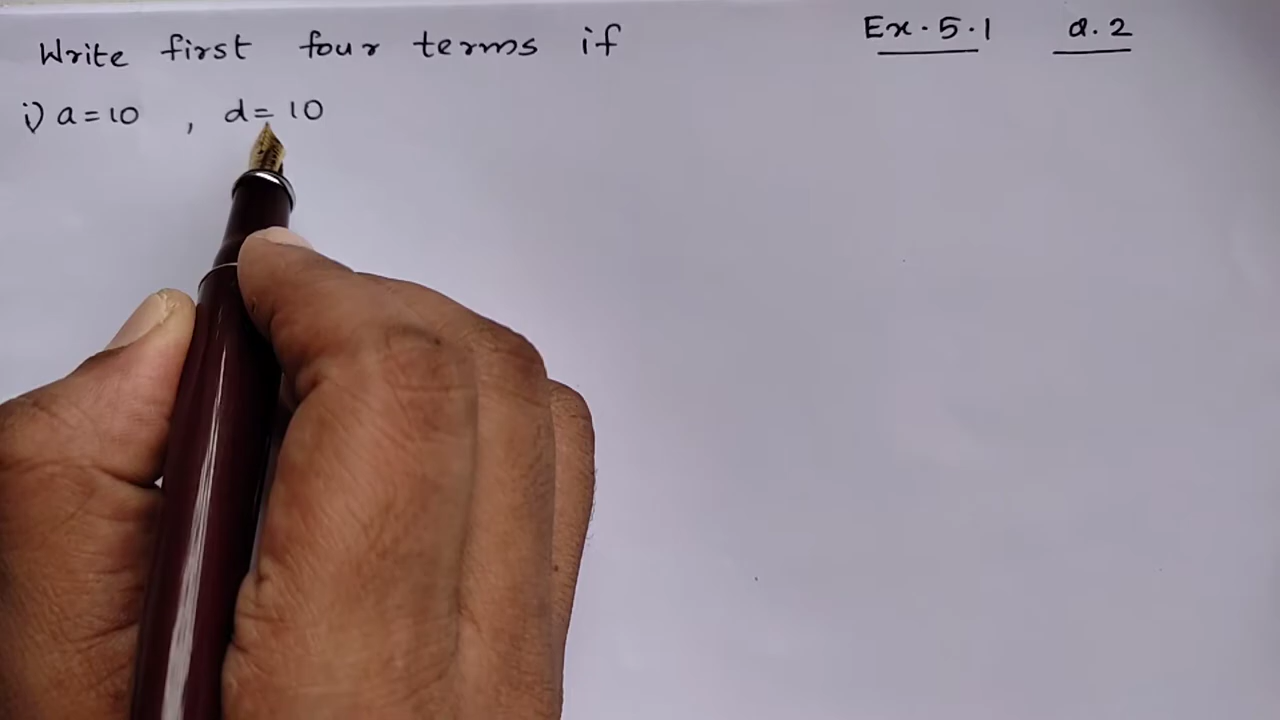 Write first four terms if Ex. 5.1 Q.2
i) a = 10 , d = 10